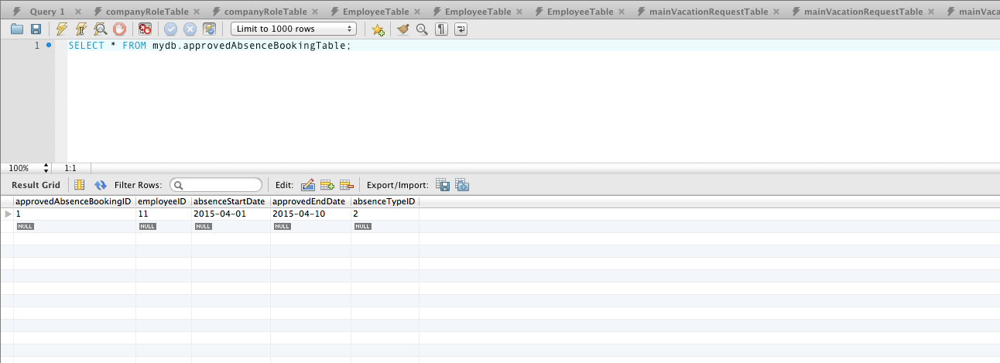 Query 1 companyRoleTable companyRoleTable EmployeeTable EmployeeTable EmployeeTable mainVacationRequestTable mainVacationRequestTable mainVaca
Limit to 1000 rows
1 SELECT * FROM mydb.approvedAbsenceBookingTable;
100% 1:1
Result Grid Filter Rows: Edit: Export/Import:
approvedAbsenceBookingID employeeID absenceStartDate approvedEndDate absenceTypeID
1 11 2015-04-01 2015-04-10 2
NULL NULL NULL NULL NULL